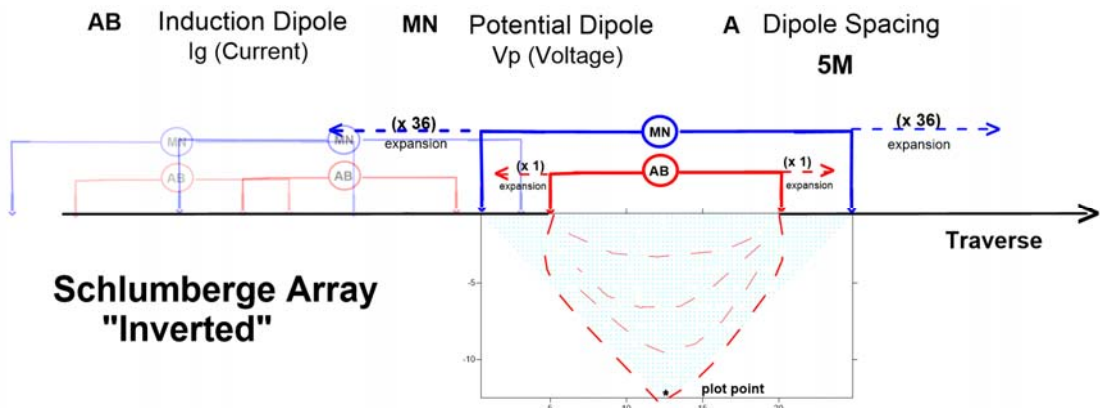 AB Induction Dipole MN Potential Dipole A Dipole Spacing
Ig (Current) Vp (Voltage) 5M
(x 36) (x 36)
MN MN MN
expansion expansion
(x 1) (x 1)
AB AB AB
expansion expansion
Traverse
Schlumberge Array
"Inverted"
-5
-10
* plot point
5 10 15 20